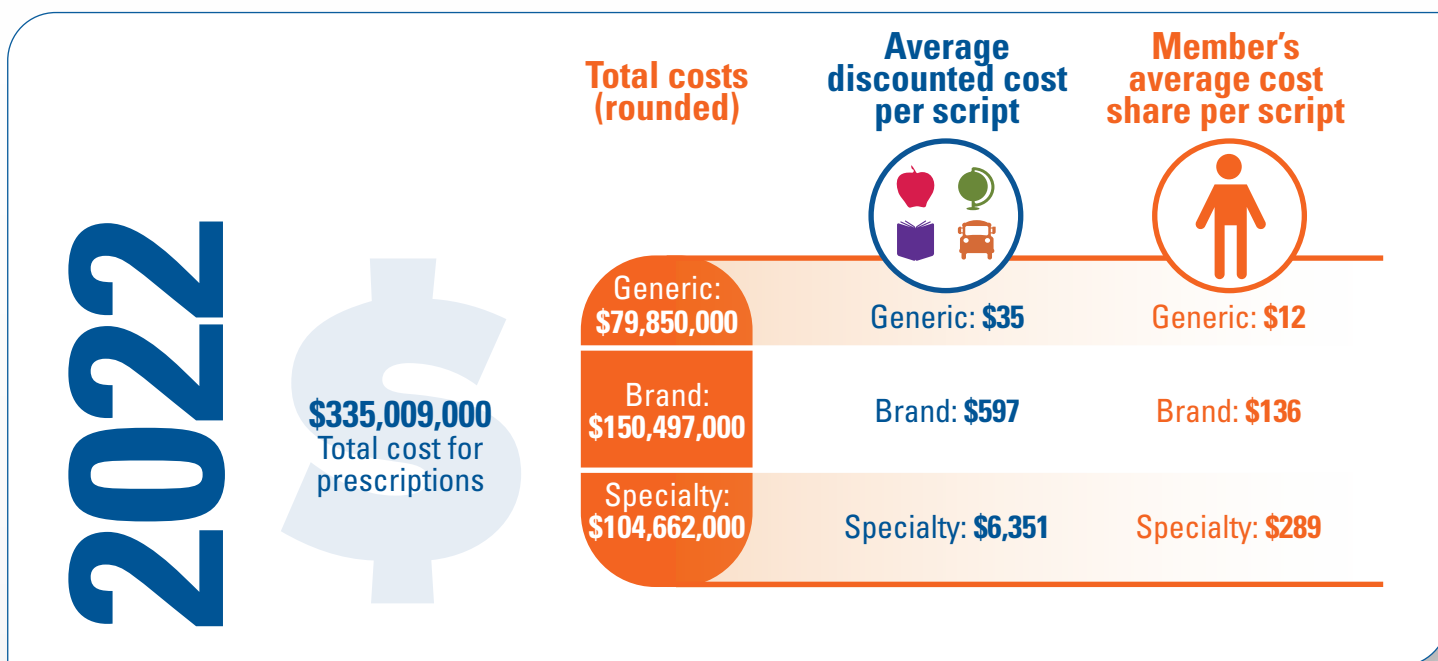 2022
$335,009,000
Total cost for
prescriptions
Total costs
(rounded)
Average
discounted cost
per script
Member’s
average cost
share per script
Generic:
$79,850,000
Generic: $35
Generic: $12
Brand:
$150,497,000
Brand: $597
Brand: $136
Specialty:
$104,662,000
Specialty: $6,351
Specialty: $289